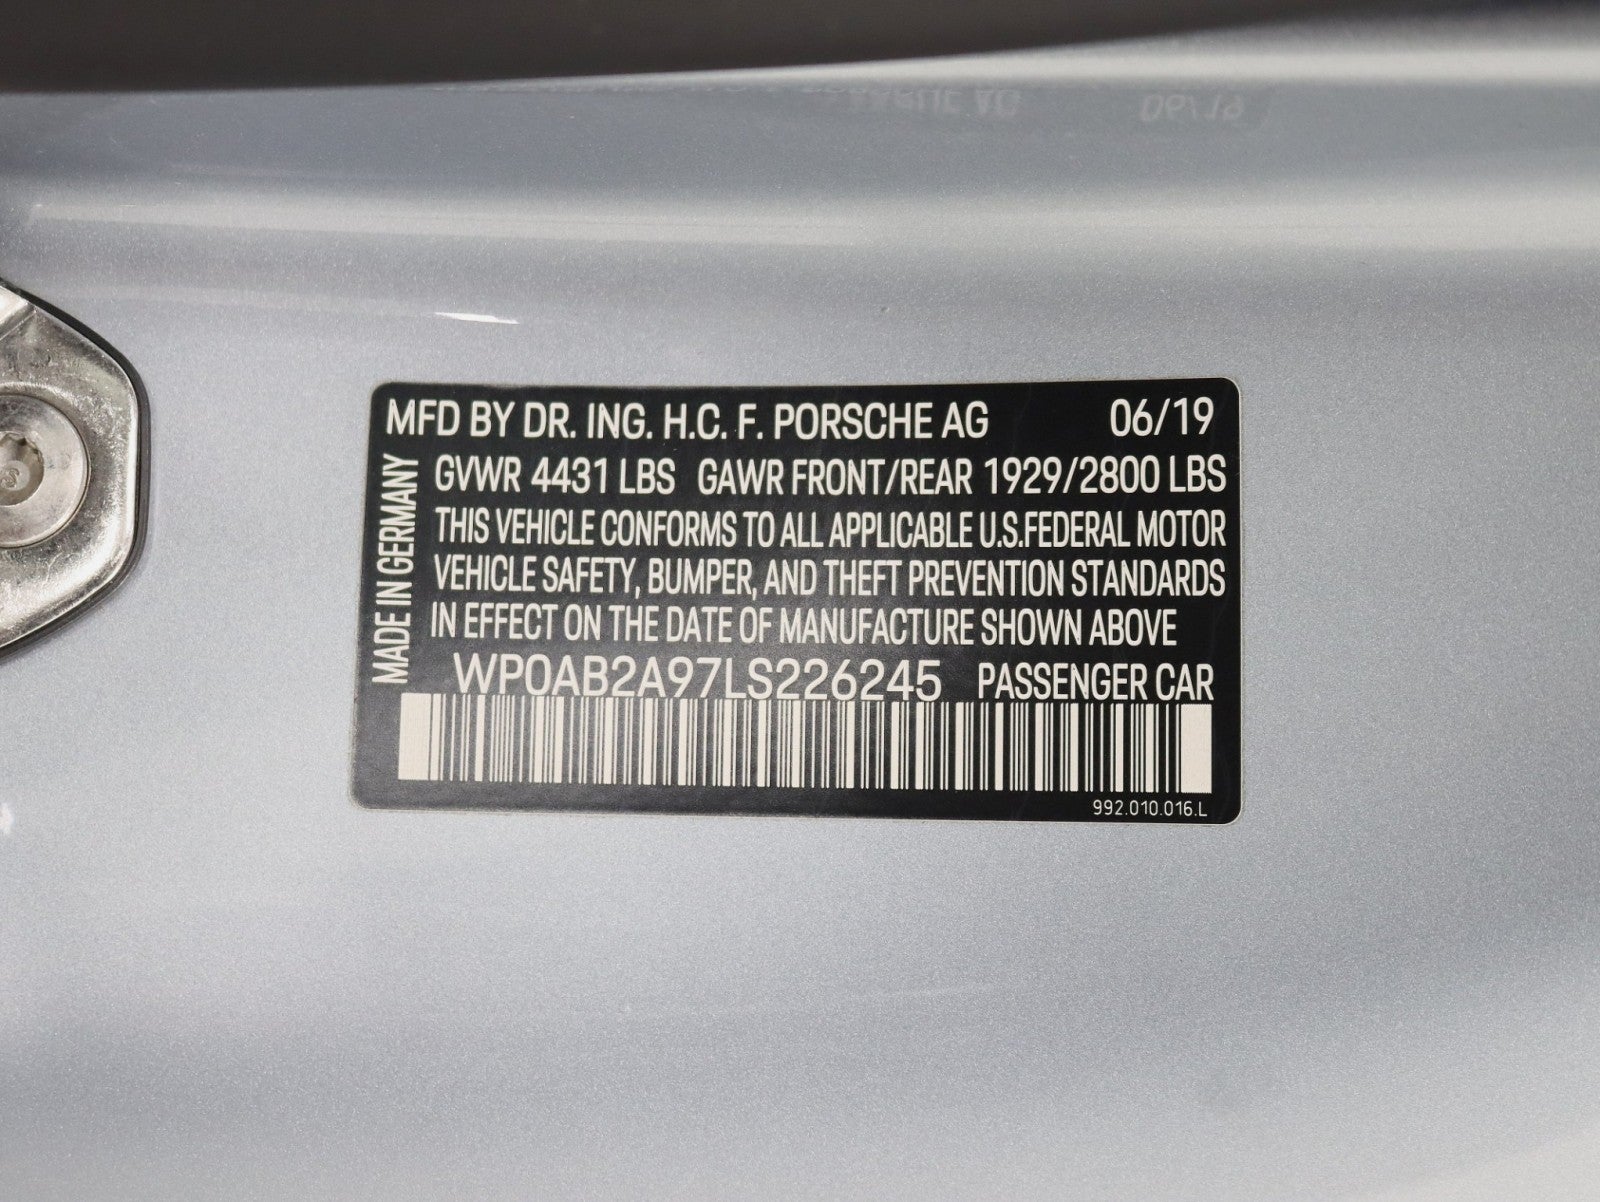 MFD BY DR. ING. H.C. F. PORSCHE AG 06/19
GVWR 4431 LBS GAWR FRONT/REAR 1929/2800 LBS
THIS VEHICLE CONFORMS TO ALL APPLICABLE U.S.FEDERAL MOTOR
VEHICLE SAFETY, BUMPER, AND THEFT PREVENTION STANDARDS
IN EFFECT ON THE DATE OF MANUFACTURE SHOWN ABOVE
MADE IN GERMANY
WP0AB2A97LS226245 PASSENGER CAR
992.010.016.L